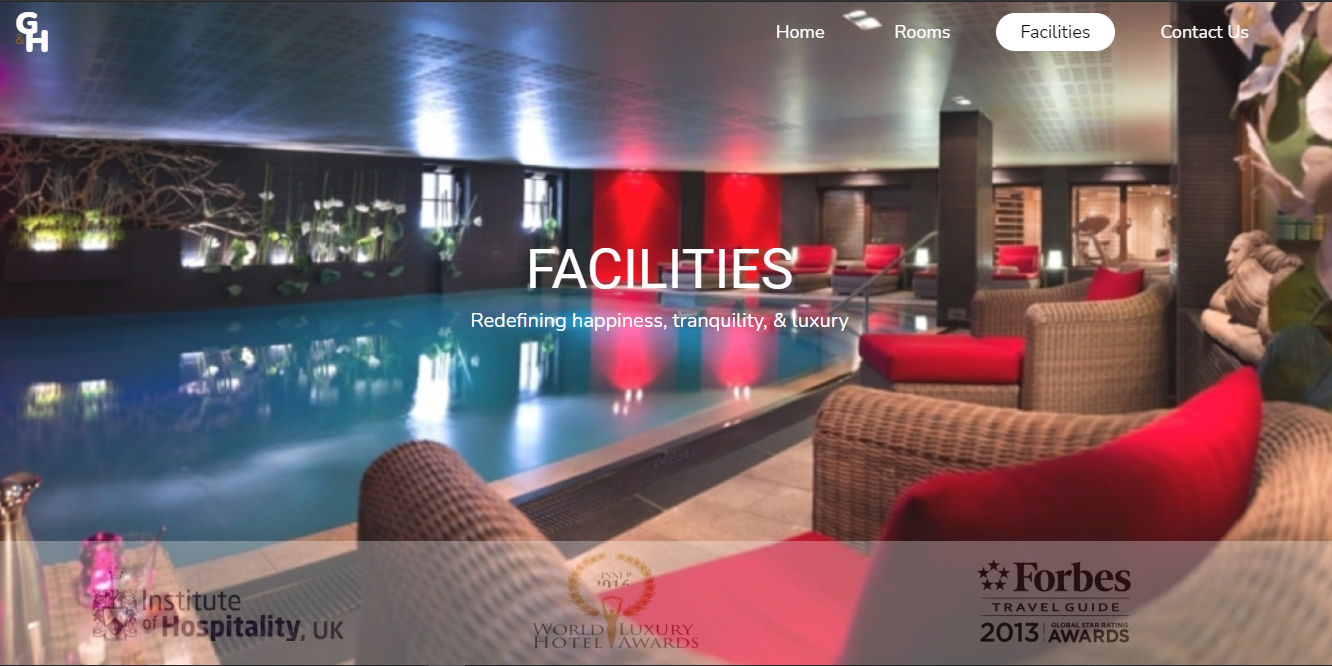 G
&H
Home Rooms Facilities Contact Us
FACILITIES
Redefining happiness, tranquility, & luxury
Institute
of Hospitality, UK
2016
WORLD LUXURY
HOTEL AWARDS
Forbes
TRAVEL GUIDE
2013 GLOBAL STAR RATING
AWARDS